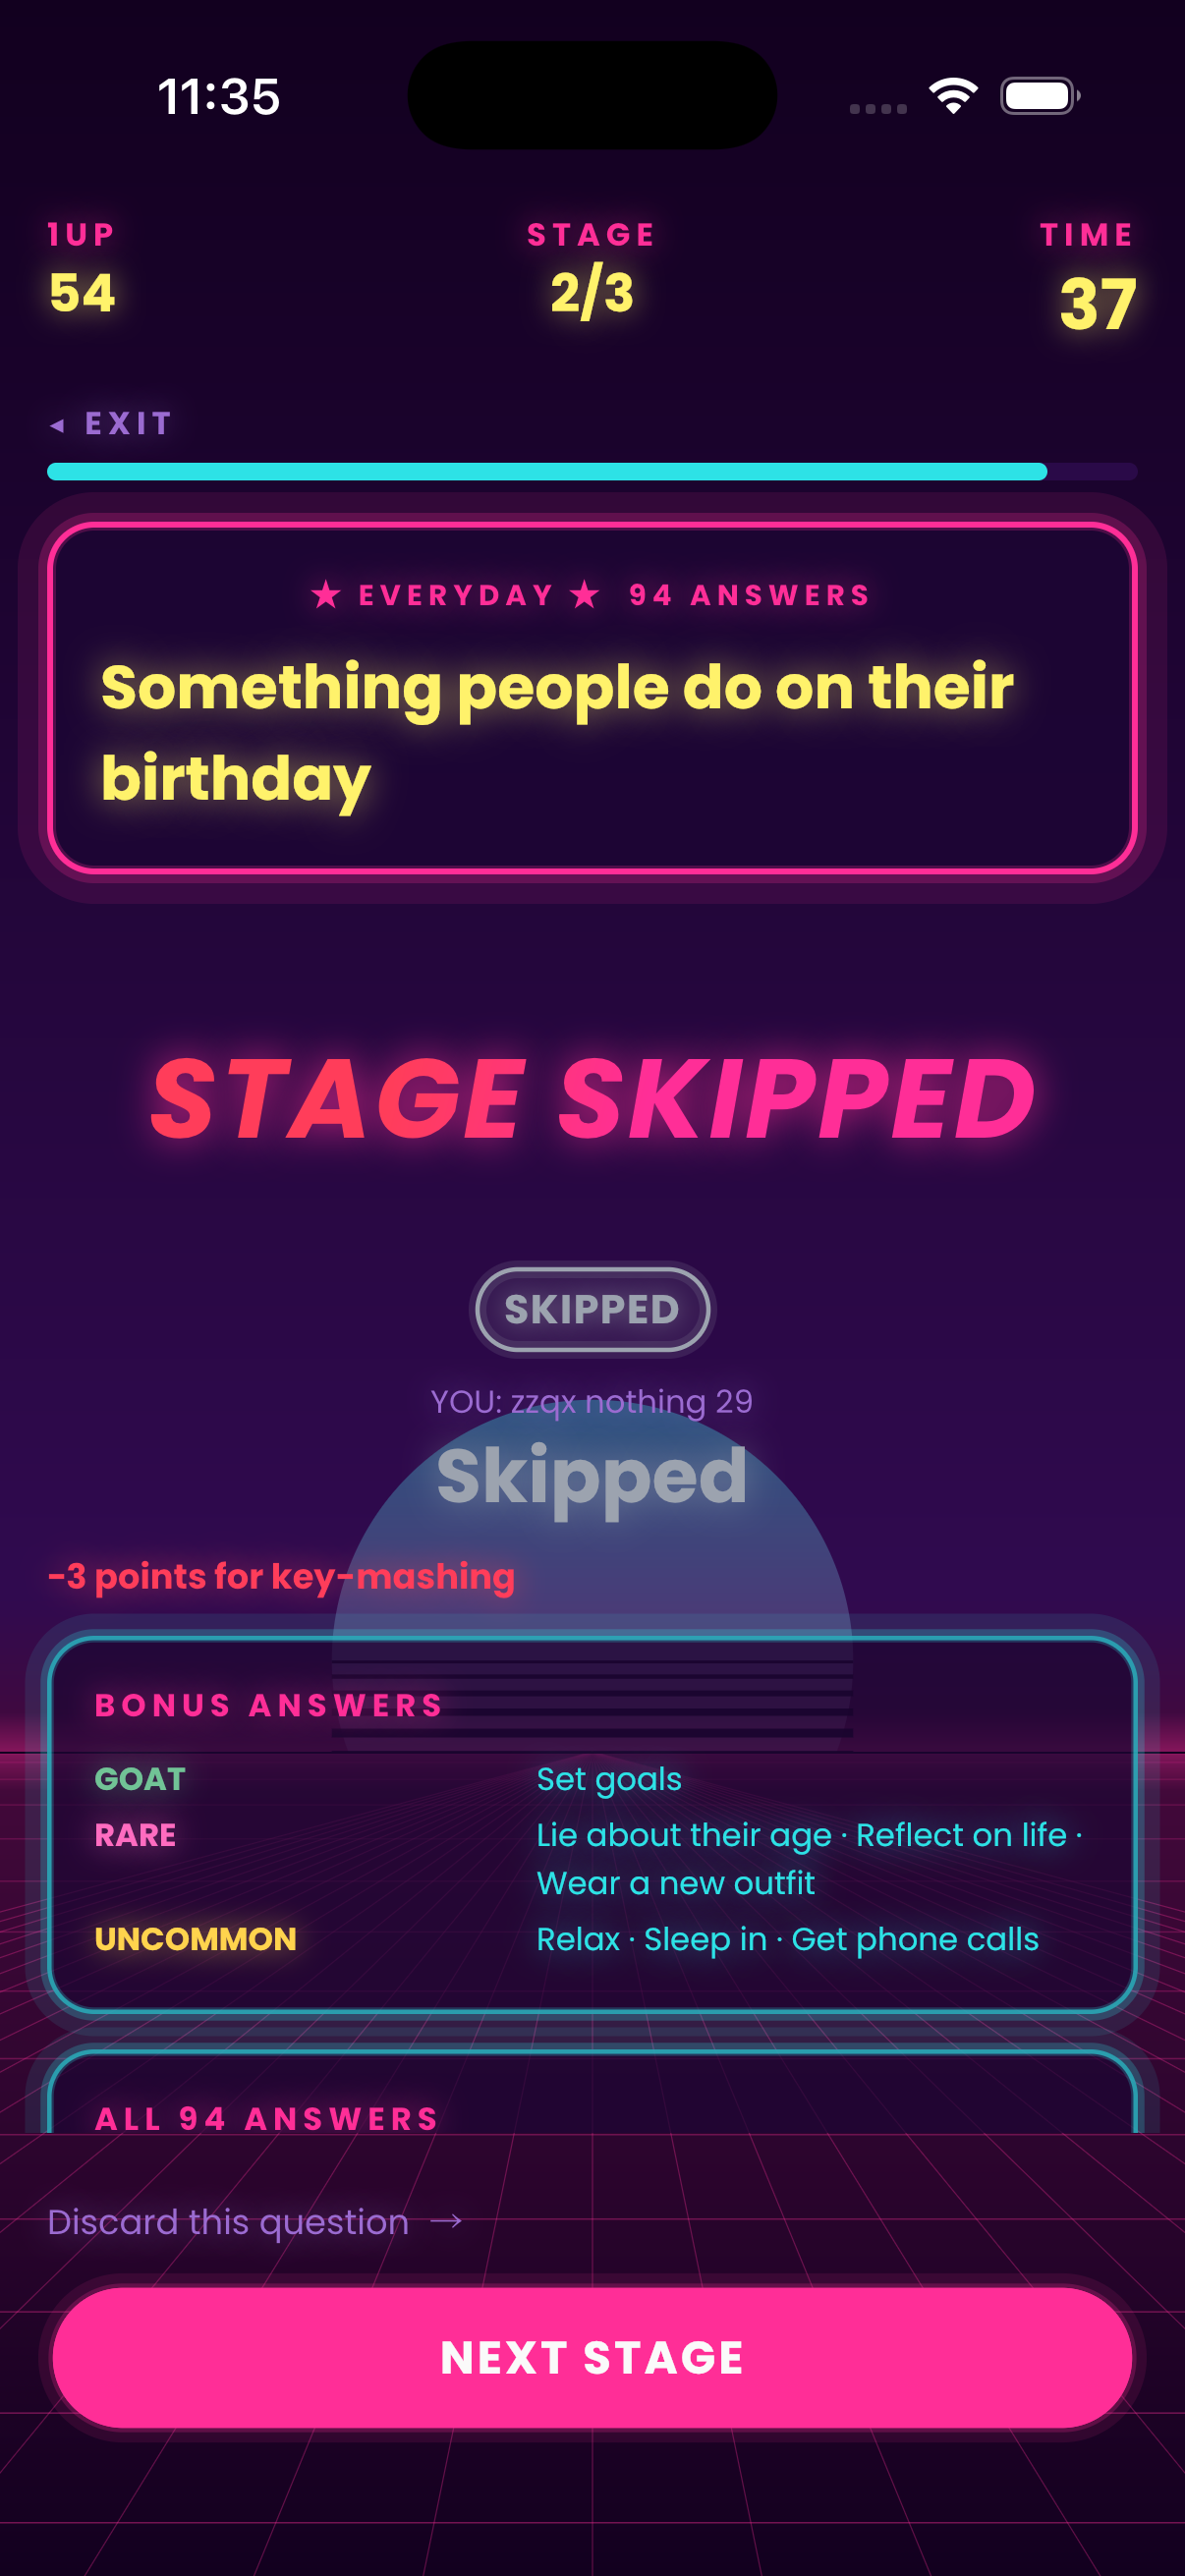 11:35
1UP
54
STAGE
2/3
TIME
37
◂ EXIT
★ EVERYDAY ★ 94 ANSWERS
Something people do on their
birthday
STAGE SKIPPED
SKIPPED
YOU: zzqx nothing 29
Skipped
-3 points for key-mashing
BONUS ANSWERS
GOAT Set goals
RARE Lie about their age · Reflect on life ·
Wear a new outfit
UNCOMMON Relax · Sleep in · Get phone calls
ALL 94 ANSWERS
Discard this question →
NEXT STAGE